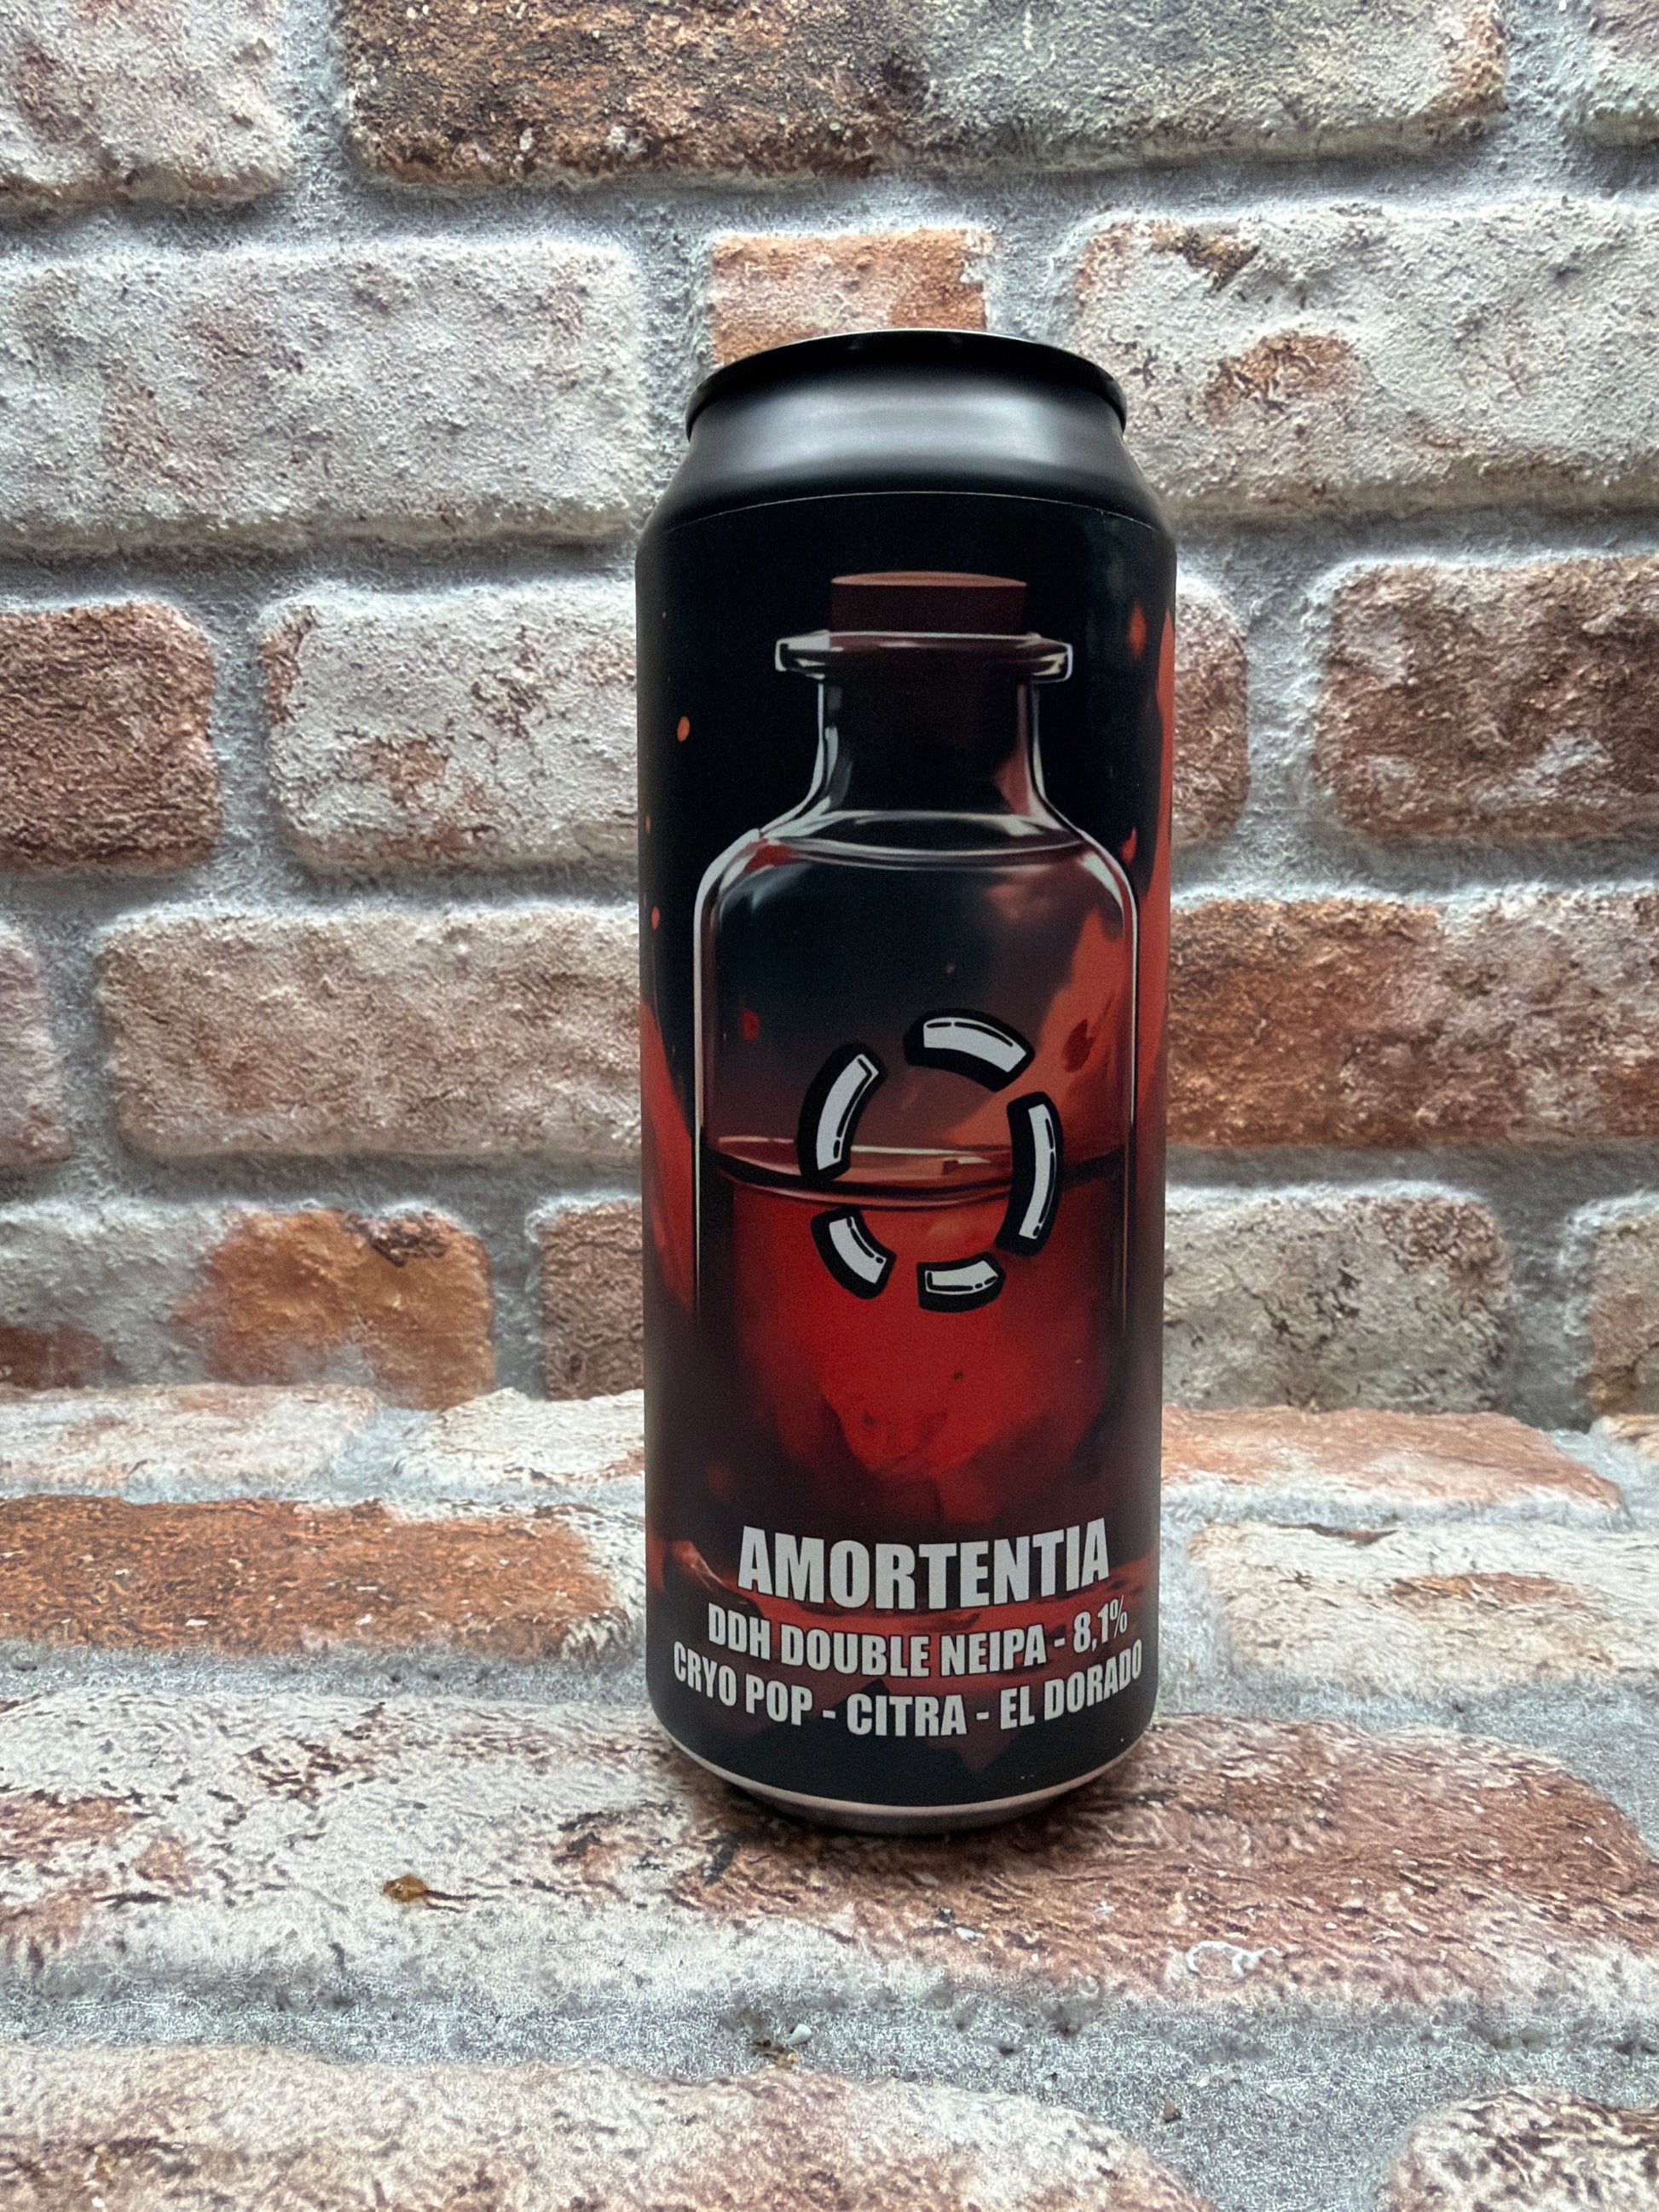 AMORTENTIA
DDH DOUBLE NEIPA - 8,1%
CRYO POP - CITRA - EL DORADO